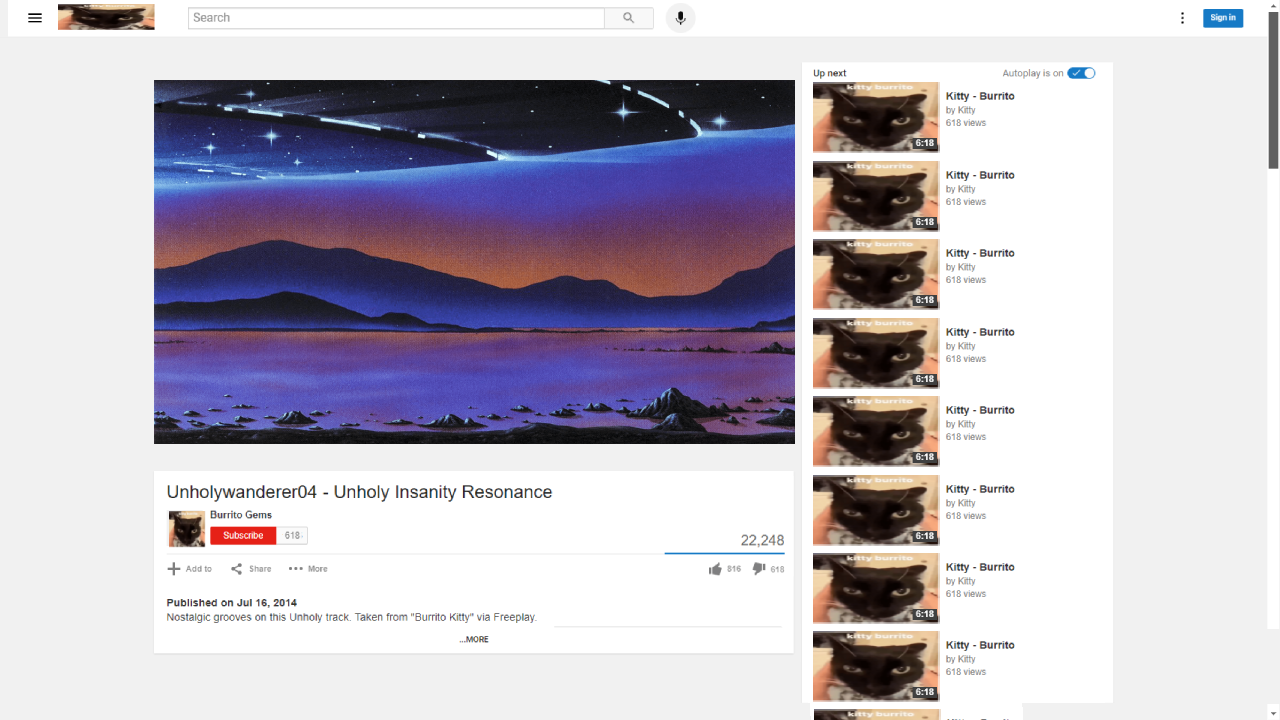 Search
Sign in
Up next
Autoplay is on
kitty burrito
6:18
Kitty - Burrito
by Kitty
618 views
kitty burrito
6:18
Kitty - Burrito
by Kitty
618 views
kitty burrito
6:18
Kitty - Burrito
by Kitty
618 views
kitty burrito
6:18
Kitty - Burrito
by Kitty
618 views
kitty burrito
6:18
Kitty - Burrito
by Kitty
618 views
kitty burrito
6:18
Kitty - Burrito
by Kitty
618 views
kitty burrito
6:18
Kitty - Burrito
by Kitty
618 views
kitty burrito
6:18
Kitty - Burrito
by Kitty
618 views
Unholywanderer04 - Unholy Insanity Resonance
Burrito Gems
Subscribe
618
22,248
Add to
Share
More
816
618
Published on Jul 16, 2014
Nostalgic grooves on this Unholy track. Taken from "Burrito Kitty" via Freeplay.
...MORE